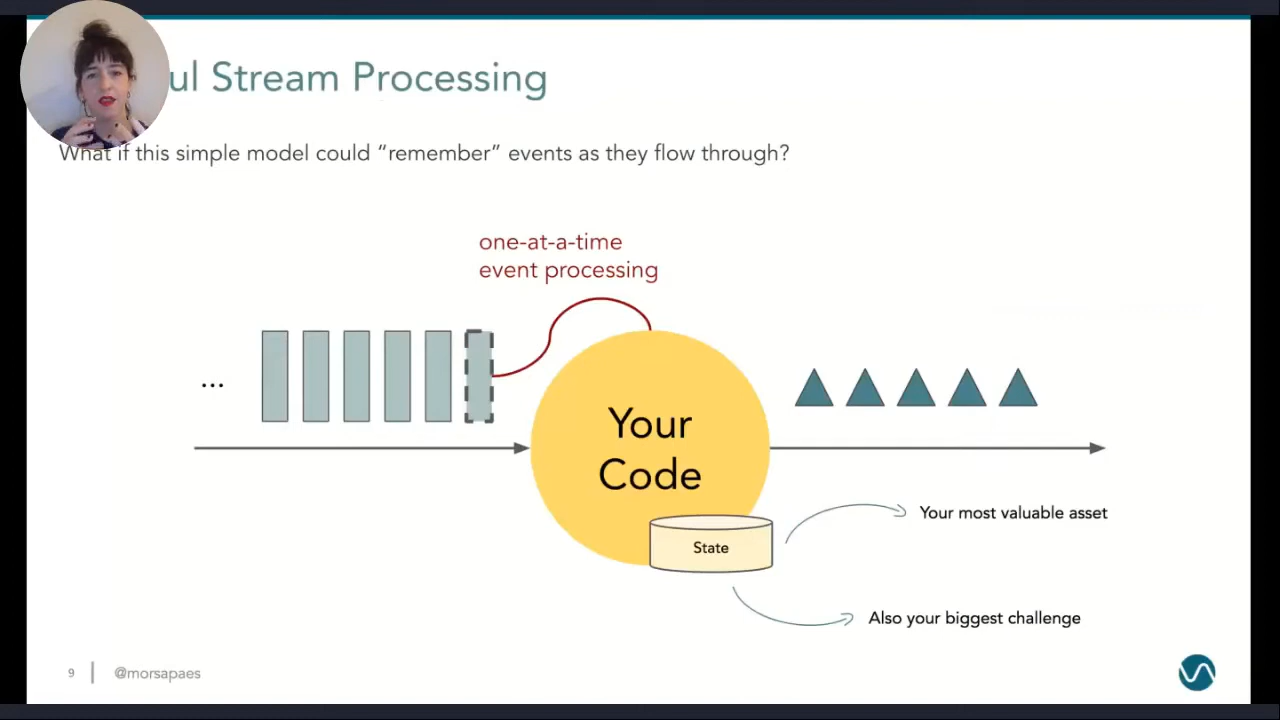 ul Stream Processing
What if this simple model could “remember” events as they flow through?
one-at-a-time
event processing
...
Your
Code
State
Your most valuable asset
Also your biggest challenge
9
@morsapaes